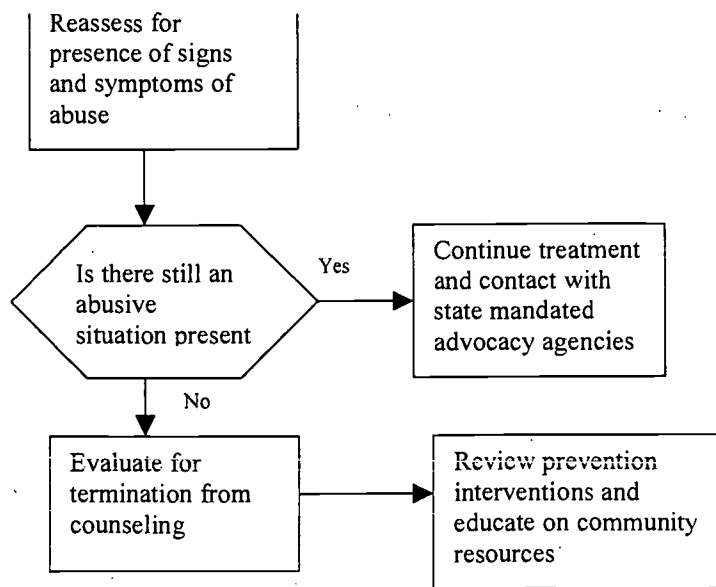 Reassess for
presence of signs
and symptoms of
abuse
Is there still an
abusive
situation present
Yes
Continue treatment
and contact with
state mandated
advocacy agencies
No
Evaluate for
termination from
counseling
Review prevention
interventions and
educate on community
resources